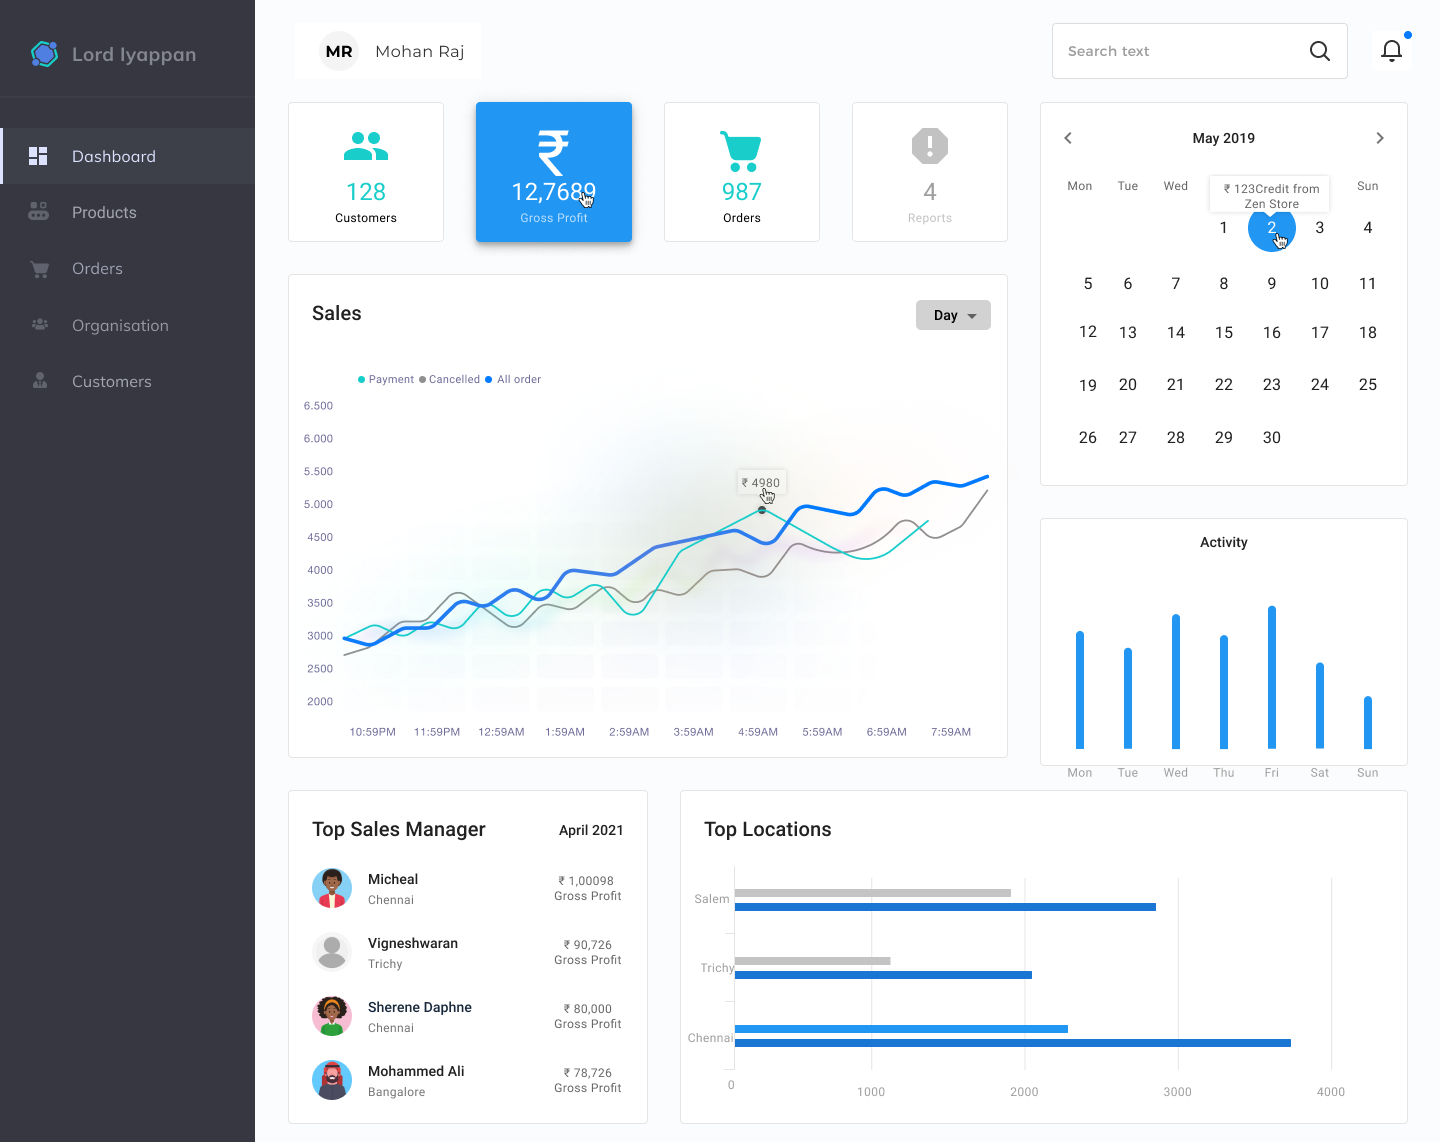 Lord Iyappan
Dashboard
Products
Orders
Organisation
Customers
MR Mohan Raj
Search text
128
Customers
₹
12,7689
Gross Profit
987
Orders
4
Reports
May 2019
Mon Tue Wed Sun
₹ 123Credit from
Zen Store
1 2 3 4
5 6 7 8 9 10 11
12 13 14 15 16 17 18
19 20 21 22 23 24 25
26 27 28 29 30
Sales
Day
Payment Cancelled All order
6.500
6.000
5.500
5.000
4500
4000
3500
3000
2500
2000
₹ 4980
10:59PM 11:59PM 12:59AM 1:59AM 2:59AM 3:59AM 4:59AM 5:59AM 6:59AM 7:59AM
Activity
Mon Tue Wed Thu Fri Sat Sun
Top Sales Manager April 2021
Micheal
Chennai
₹ 1,00098
Gross Profit
Vigneshwaran
Trichy
₹ 90,726
Gross Profit
Sherene Daphne
Chennai
₹ 80,000
Gross Profit
Mohammed Ali
Bangalore
₹ 78,726
Gross Profit
Top Locations
Salem
Trichy
Chennai
0 1000 2000 3000 4000